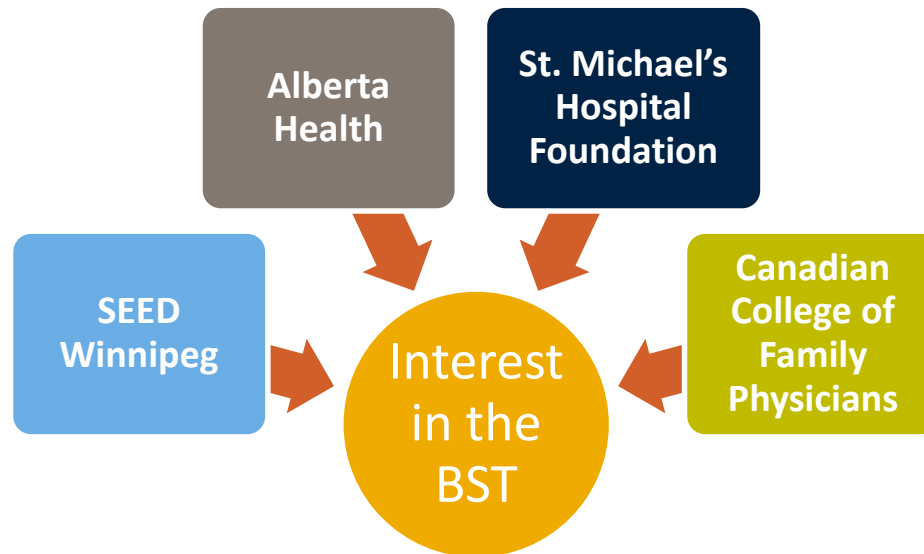 Alberta
Health
St. Michael’s
Hospital
Foundation
SEED
Winnipeg
Canadian
College of
Family
Physicians
Interest
in the
BST